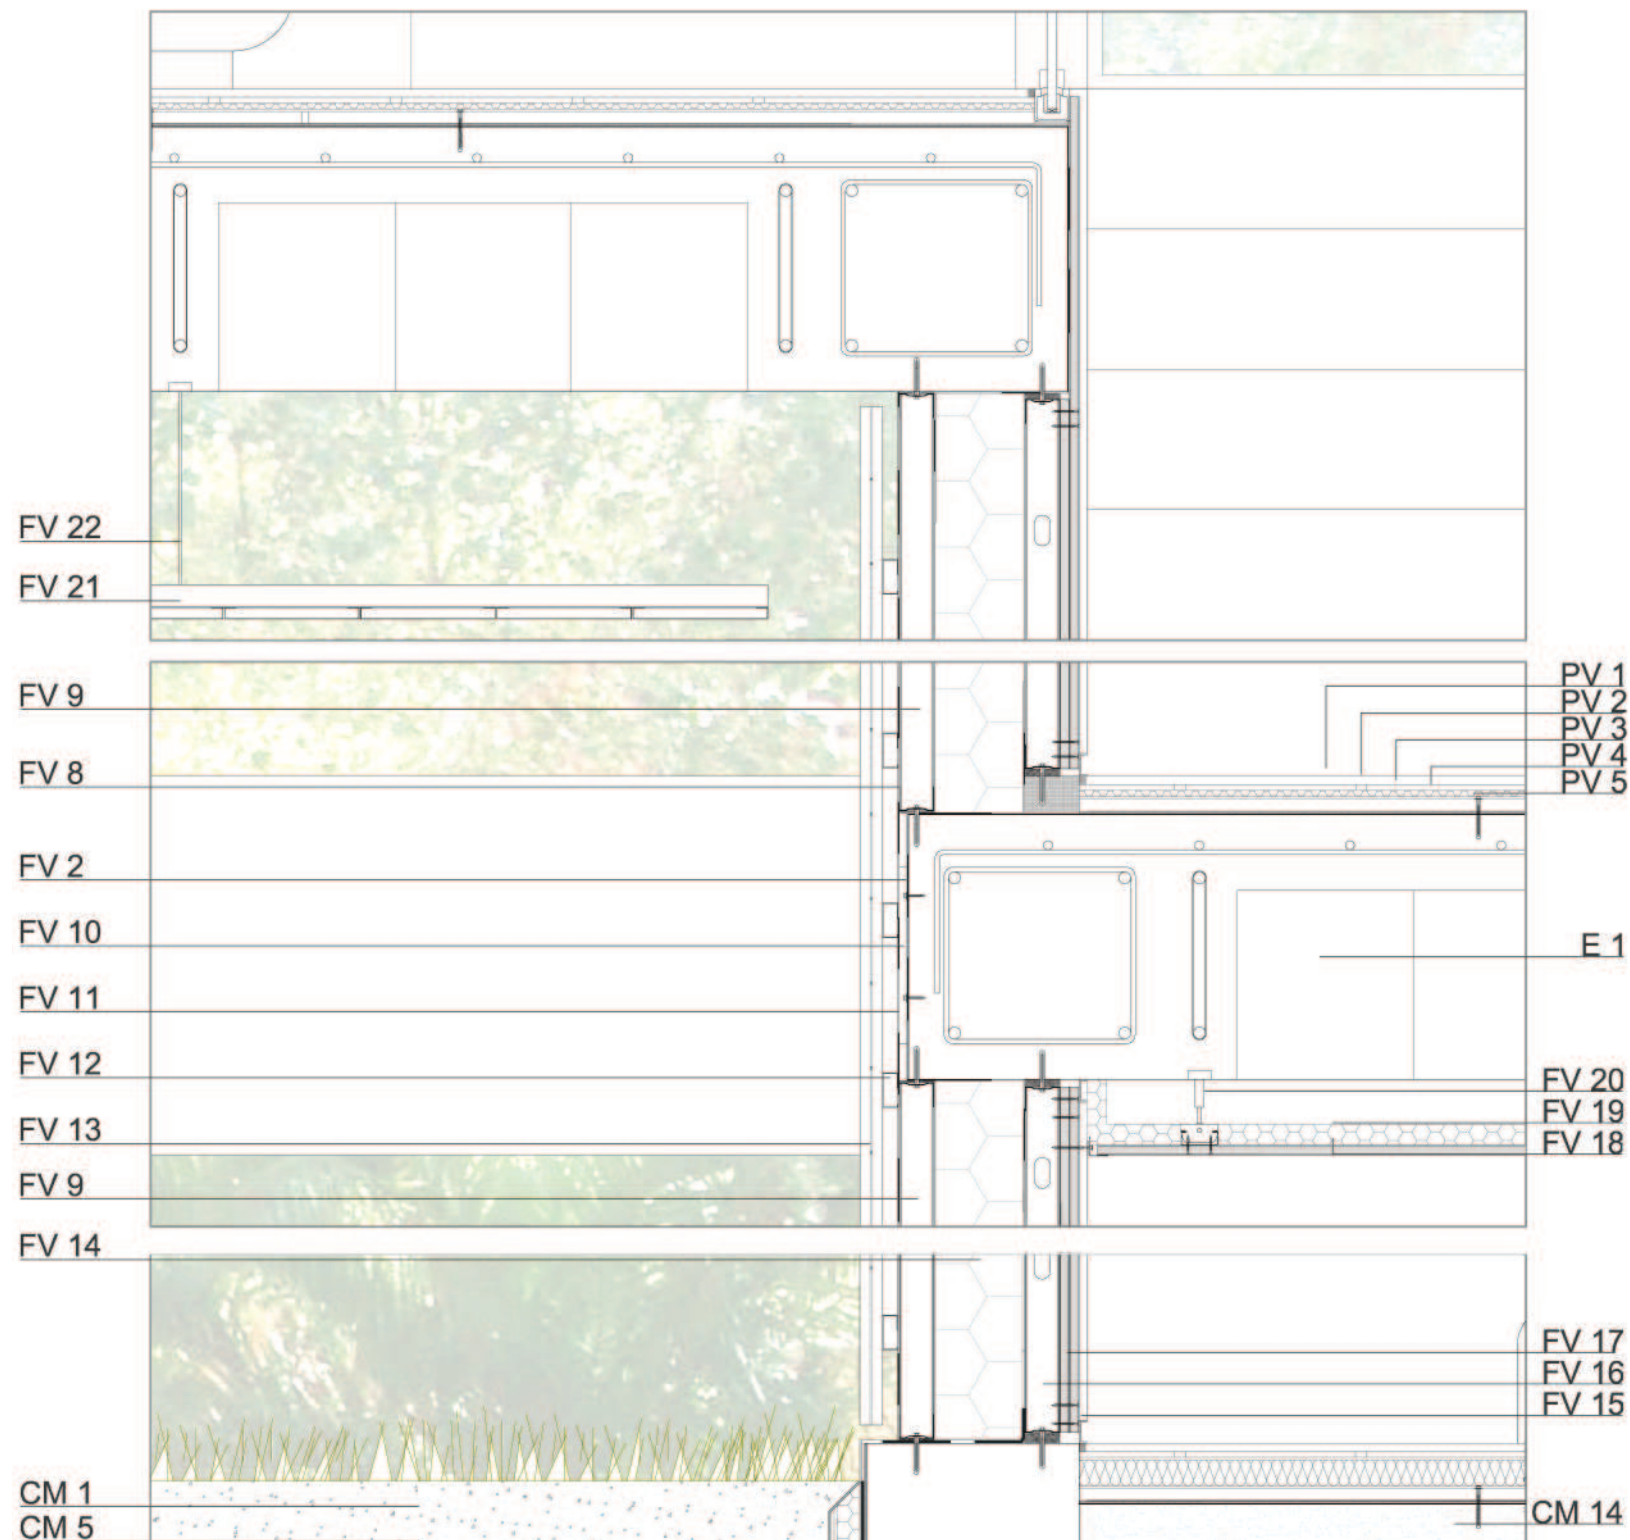 FV 22
FV 21
FV 9
FV 8
FV 2
FV 10
FV 11
FV 12
FV 13
FV 9
FV 14
CM 1
CM 5
PV 1
PV 2
PV 3
PV 4
PV 5
E 1
FV 20
FV 19
FV 18
FV 17
FV 16
FV 15
CM 14